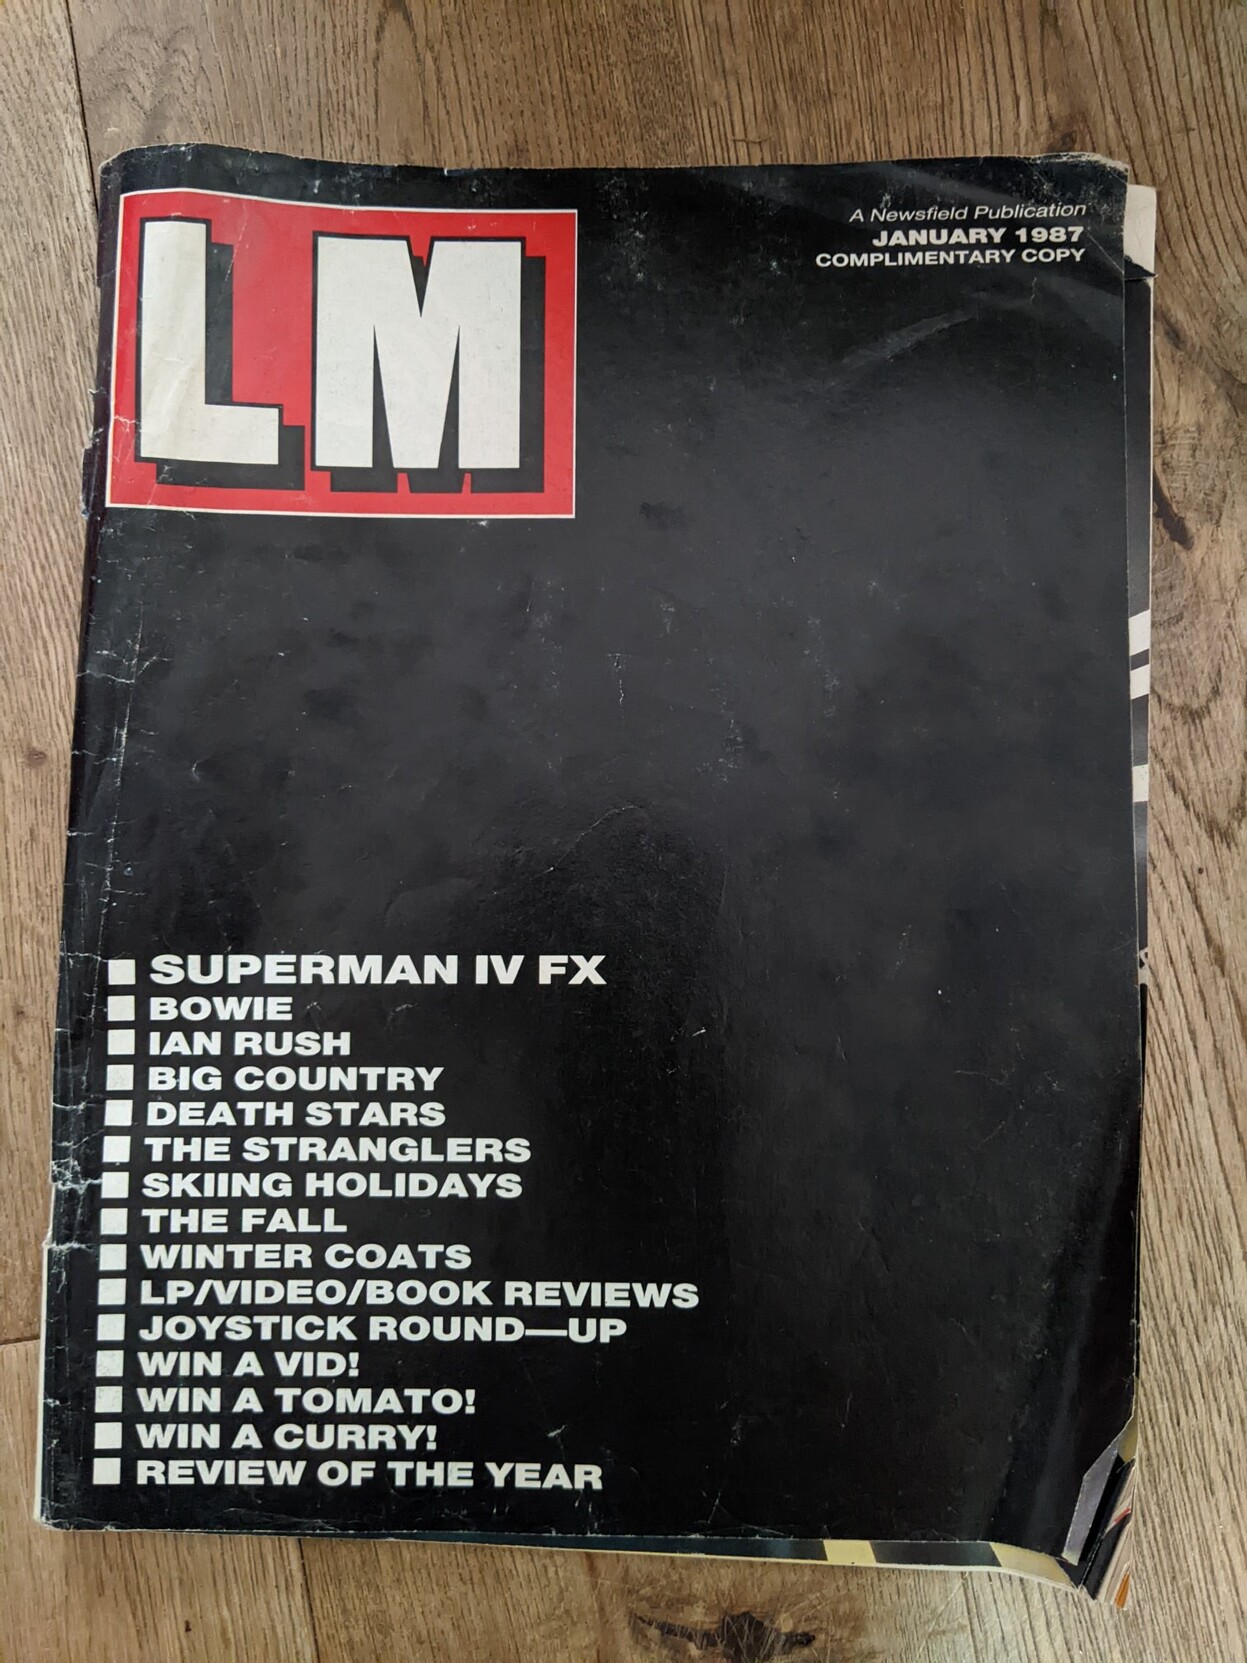 LM
A Newsfield Publication
JANUARY 1987
COMPLIMENTARY COPY
SUPERMAN IV FX
BOWIE
IAN RUSH
BIG COUNTRY
DEATH STARS
THE STRANGLERS
SKIING HOLIDAYS
THE FALL
WINTER COATS
LP/VIDEO/BOOK REVIEWS
JOYSTICK ROUND—UP
WIN A VID!
WIN A TOMATO!
WIN A CURRY!
REVIEW OF THE YEAR